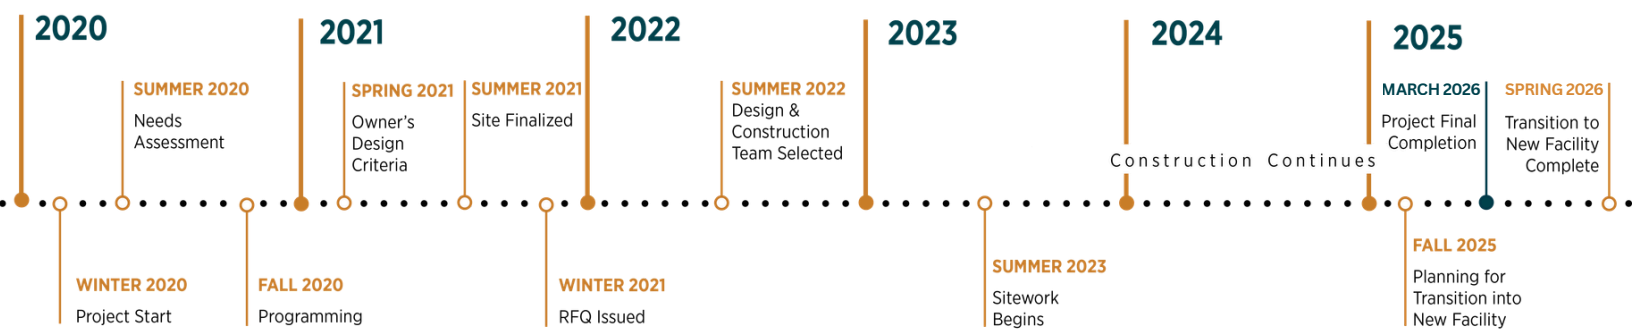 2020
2021
2022
2023
2024
2025
SUMMER 2020
Needs
Assessment
SPRING 2021
Owner's
Design
Criteria
SUMMER 2021
Site Finalized
SUMMER 2022
Design &
Construction
Team Selected
Construction Continues
MARCH 2026
Project Final
Completion
SPRING 2026
Transition to
New Facility
Complete
WINTER 2020
Project Start
FALL 2020
Programming
WINTER 2021
RFQ Issued
SUMMER 2023
Sitework
Begins
FALL 2025
Planning for
Transition into
New Facility